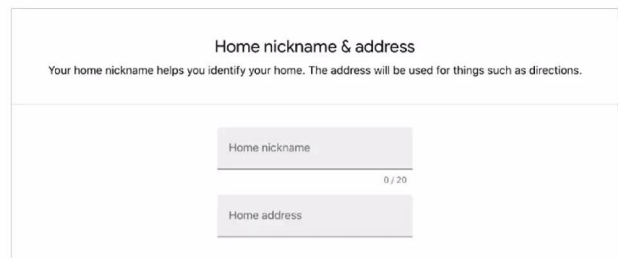 Home nickname & address
Your home nickname helps you identify your home. The address will be used for things such as directions.
Home nickname
0 / 20
Home address